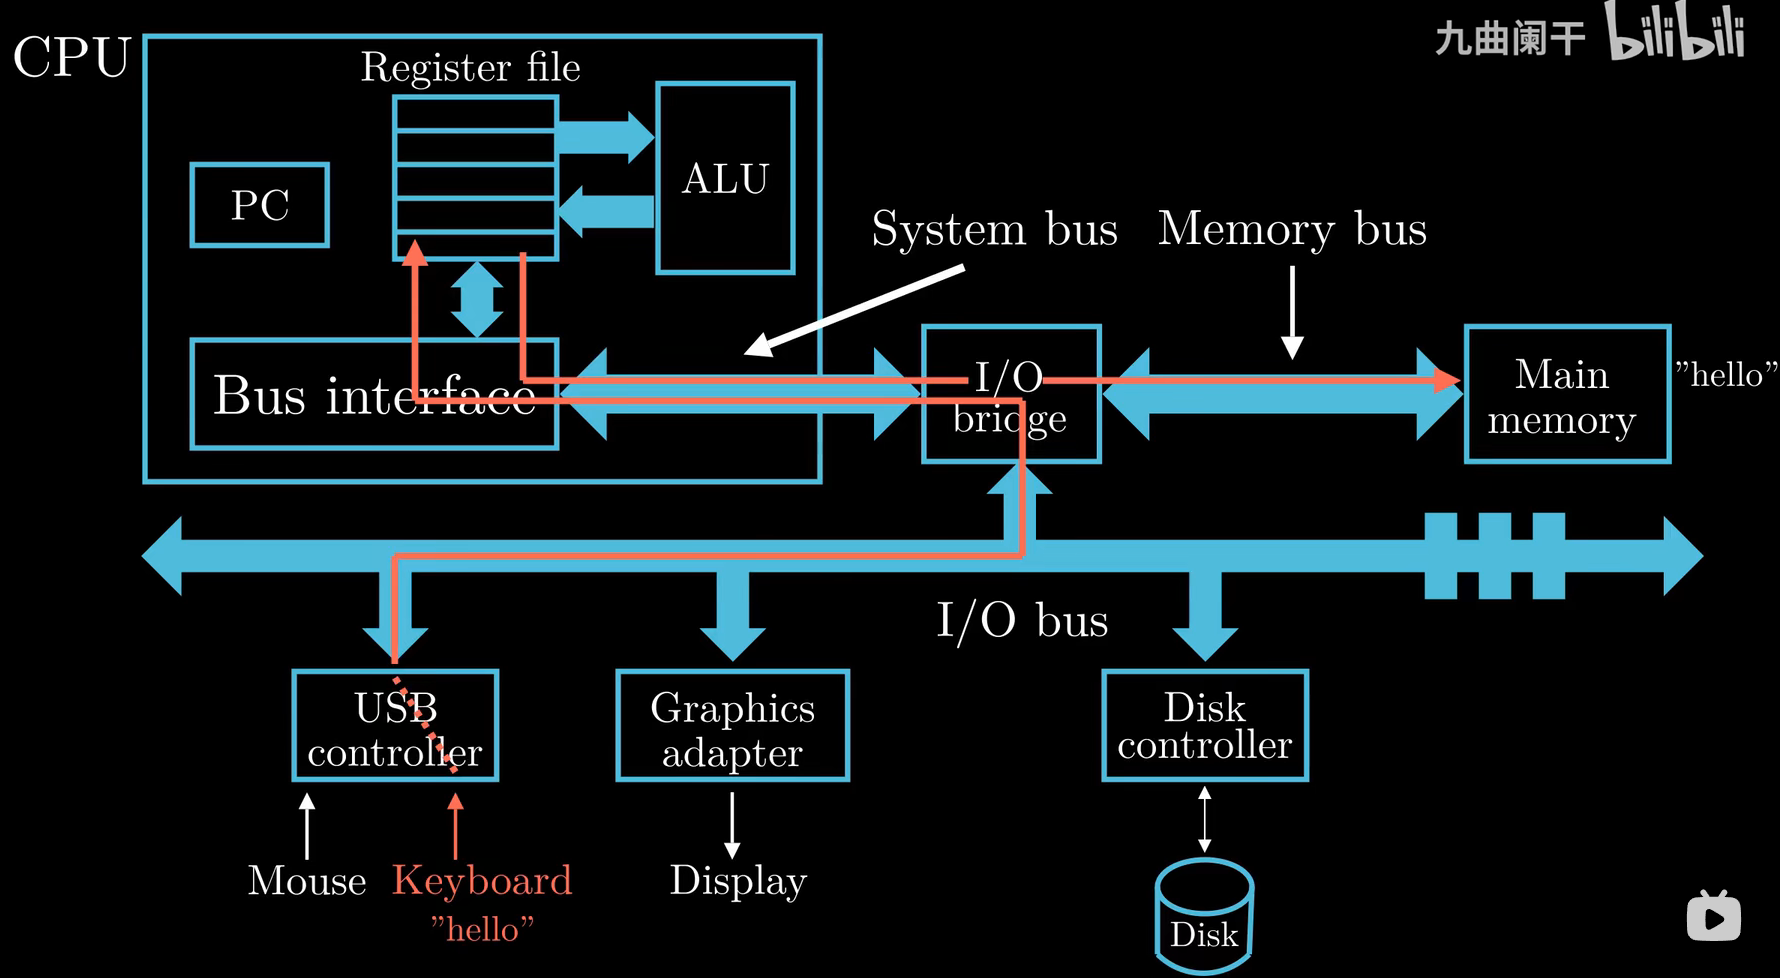 九曲阑干 bilibili
CPU
Register file
ALU
PC
System bus
Memory bus
Bus interface
I/O
bridge
Main
memory
"hello"
I/O bus
USB
controller
Graphics
adapter
Disk
controller
Mouse
Keyboard
"hello"
Display
Disk